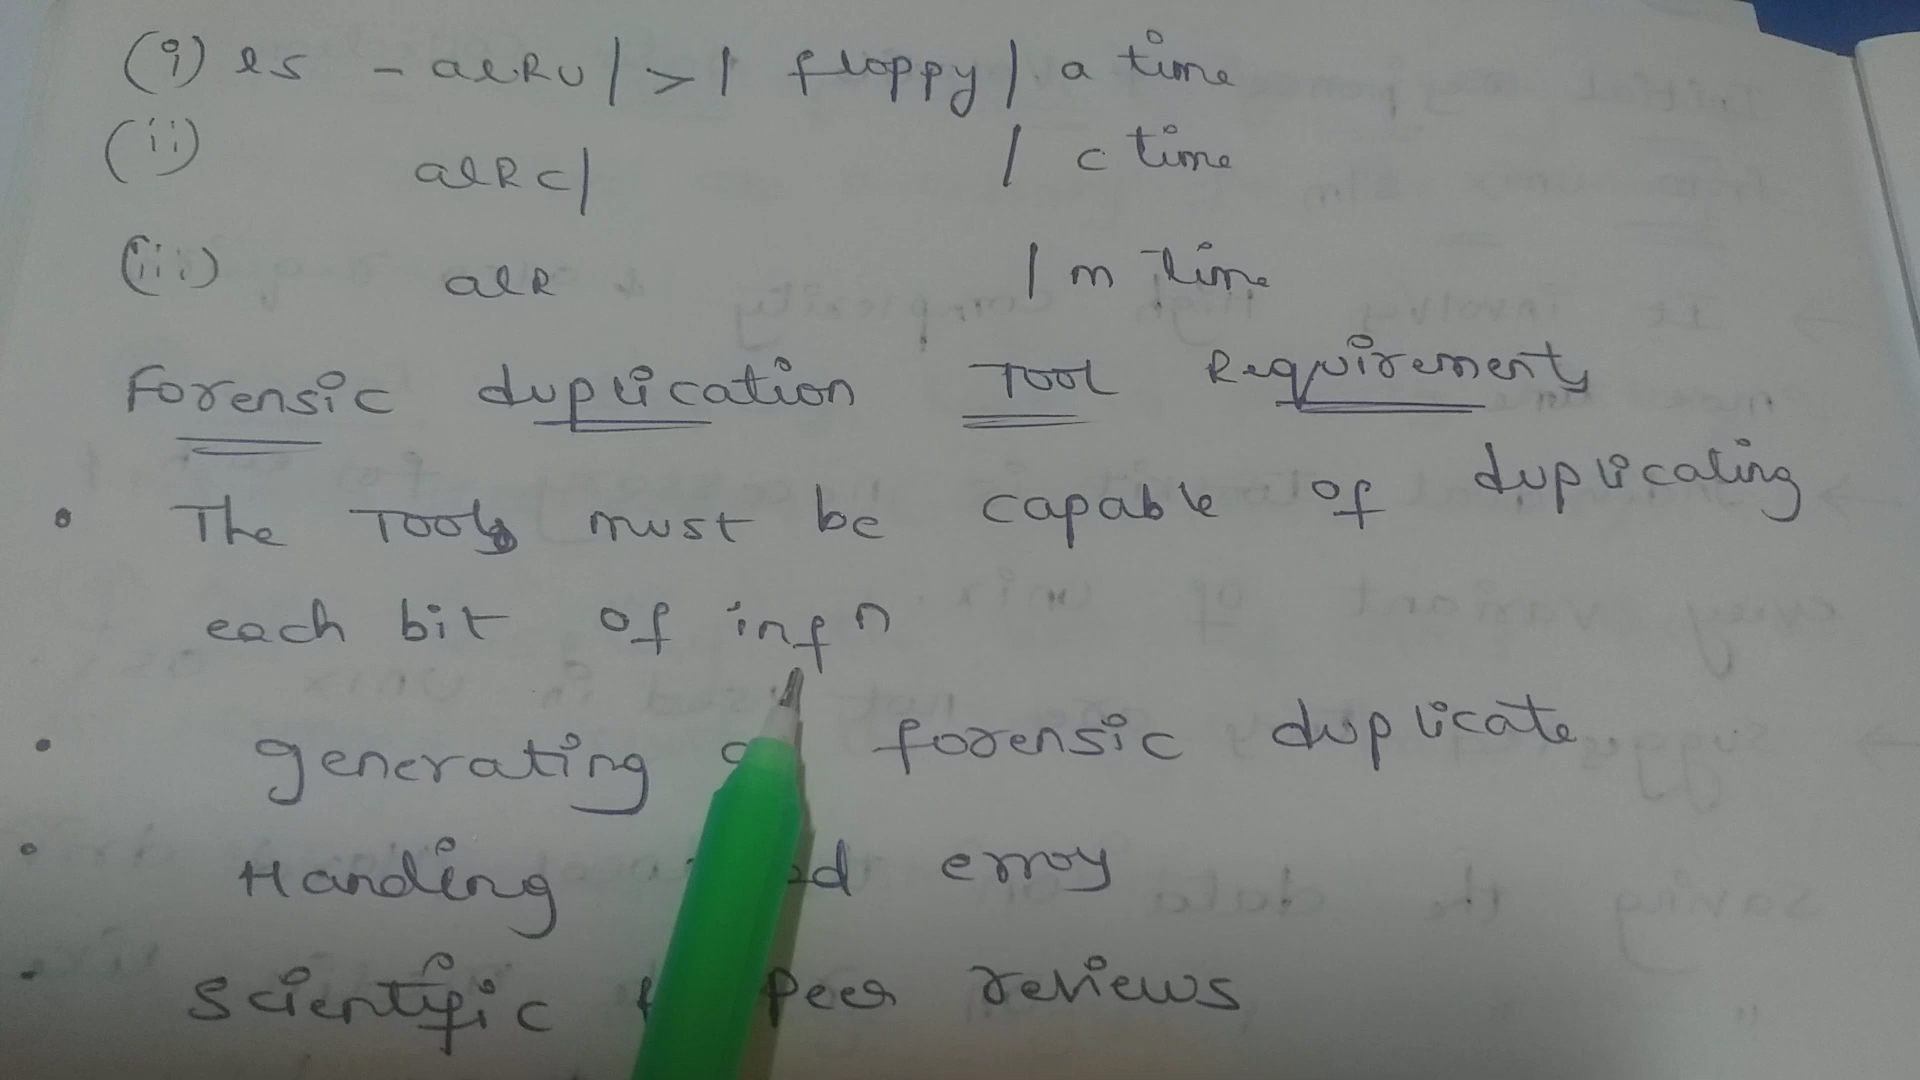 (i) ls - alRu / > / floppy / a time
(ii) alRc / / c time
(iii) alR / m time
Forensic duplication Tool Requirements
• The Tools must be capable of duplicating
each bit of infn
• generating a forensic duplicate
• Handling error
• Scientific Peer reviews